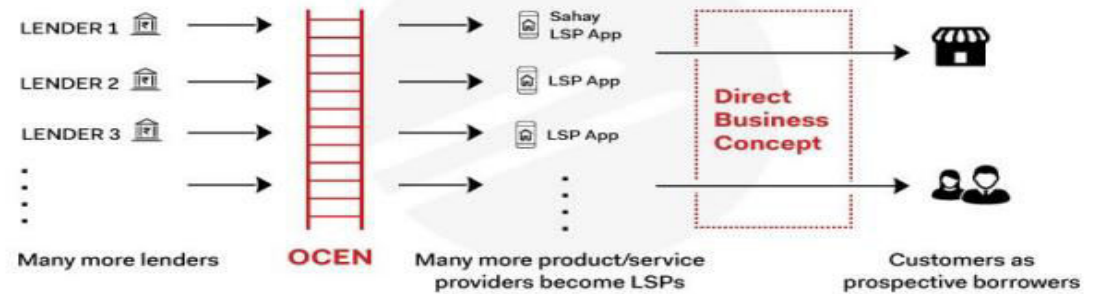 LENDER 1
Sahay
LSP App
LENDER 2
LSP App
LENDER 3
LSP App
Direct
Business
Concept
Many more lenders
OCEN
Many more product/service
providers become LSPs
Customers as
prospective borrowers